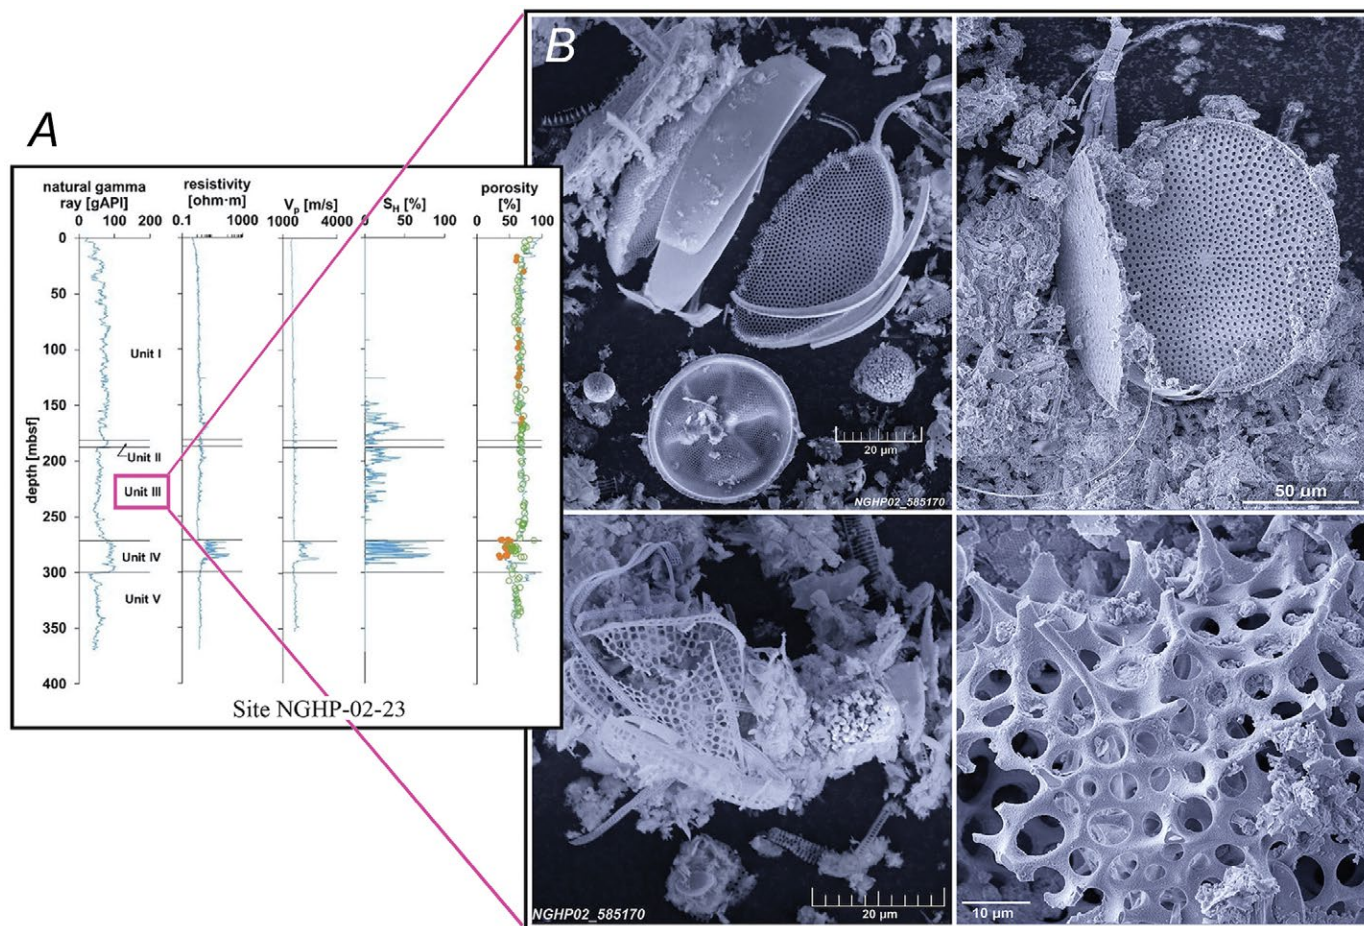 A
natural gamma
ray [gAPI]
0 100 200
resistivity
[ohm·m]
0.1 1000
Vp [m/s]
1000 4000
SH [%]
0 50 100
porosity
[%]
0 50 100
depth [mbsf]
0
50
100
150
200
250
300
350
400
Unit I
Unit II
Unit III
Unit IV
Unit V
Site NGHP-02-23
B
20 µm
NGHP02_585170
50 µm
NGHP02_585170
20 µm
10 µm